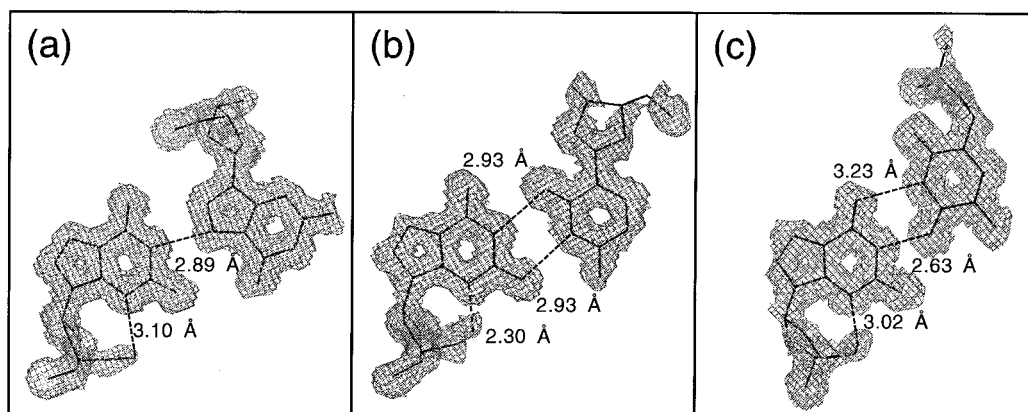 (a)
2.89 Å
3.10 Å
(b)
2.93 Å
2.93 Å
2.30 Å
(c)
3.23 Å
2.63 Å
3.02 Å